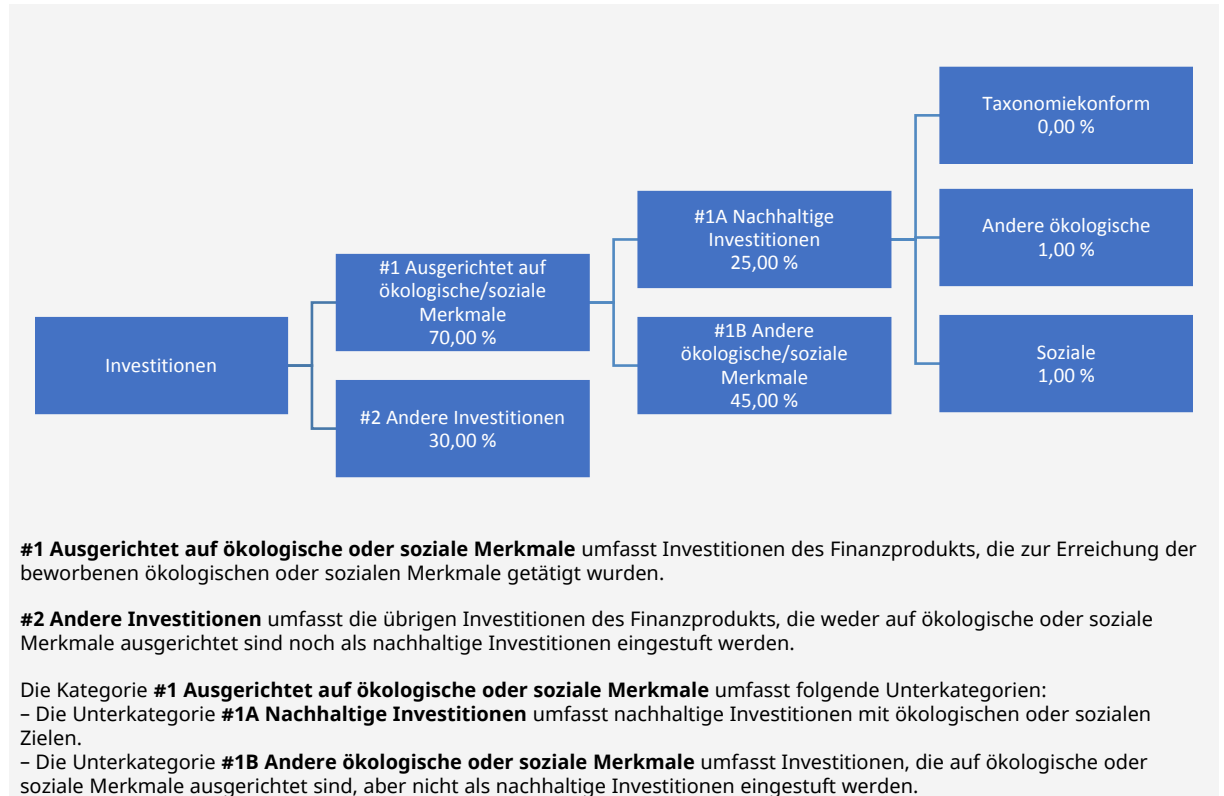 Investitionen
#1 Ausgerichtet auf
ökologische/soziale
Merkmale
70,00 %
#2 Andere Investitionen
30,00 %
#1A Nachhaltige
Investitionen
25,00 %
#1B Andere
ökologische/soziale
Merkmale
45,00 %
Taxonomiekonform
0,00 %
Andere ökologische
1,00 %
Soziale
1,00 %
#1 Ausgerichtet auf ökologische oder soziale Merkmale umfasst Investitionen des Finanzprodukts, die zur Erreichung der
beworbenen ökologischen oder sozialen Merkmale getätigt wurden.
#2 Andere Investitionen umfasst die übrigen Investitionen des Finanzprodukts, die weder auf ökologische oder soziale
Merkmale ausgerichtet sind noch als nachhaltige Investitionen eingestuft werden.
Die Kategorie #1 Ausgerichtet auf ökologische oder soziale Merkmale umfasst folgende Unterkategorien:
– Die Unterkategorie #1A Nachhaltige Investitionen umfasst nachhaltige Investitionen mit ökologischen oder sozialen
Zielen.
– Die Unterkategorie #1B Andere ökologische oder soziale Merkmale umfasst Investitionen, die auf ökologische oder
soziale Merkmale ausgerichtet sind, aber nicht als nachhaltige Investitionen eingestuft werden.